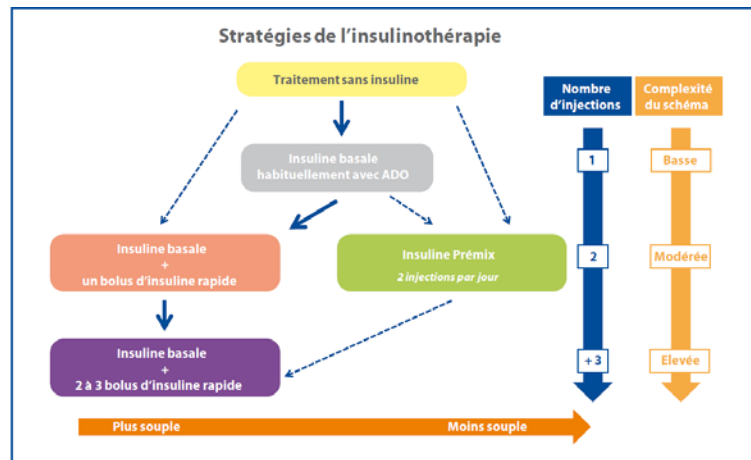 Stratégies de l'insulinothérapie
Traitement sans insuline
Nombre
d'injections
Complexité
du schéma
Insuline basale
habituellement avec ADO
1
Basse
Insuline basale
+
un bolus d'insuline rapide
Insuline Prémix
2 injections par jour
2
Modérée
Insuline basale
+
2 à 3 bolus d'insuline rapide
+ 3
Elevée
Plus souple
Moins souple